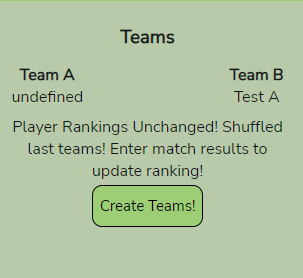 Teams
Team A Team B
undefined Test A
Player Rankings Unchanged! Shuffled
last teams! Enter match results to
update ranking!
Create Teams!